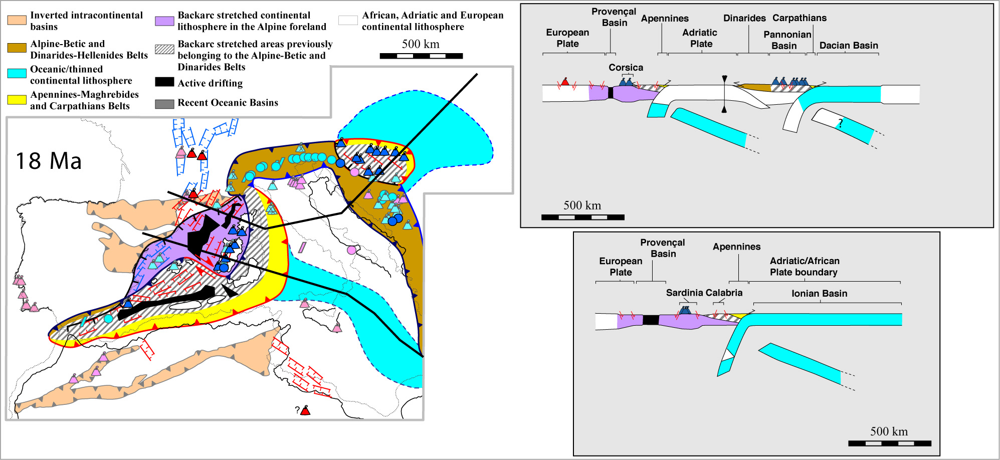 Inverted intracontinental
basins
Alpine-Betic and
Dinarides-Hellenides Belts
Oceanic/thinned
continental lithosphere
Apennines-Maghrebides
and Carpathians Belts
Backarc stretched continental
lithosphere in the Alpine foreland
Backarc stretched areas previously
belonging to the Alpine-Betic and
Dinarides Belts
Active drifting
Recent Oceanic Basins
African, Adriatic and European
continental lithosphere
500 km
18 Ma
?
Provençal
Basin
Apennines
Dinarides
Carpathians
European
Plate
Adriatic
Plate
Pannonian
Basin
Dacian Basin
Corsica
?
500 km
Provençal
Basin
Apennines
European
Plate
Adriatic/African
Plate boundary
Sardinia
Calabria
Ionian Basin
500 km